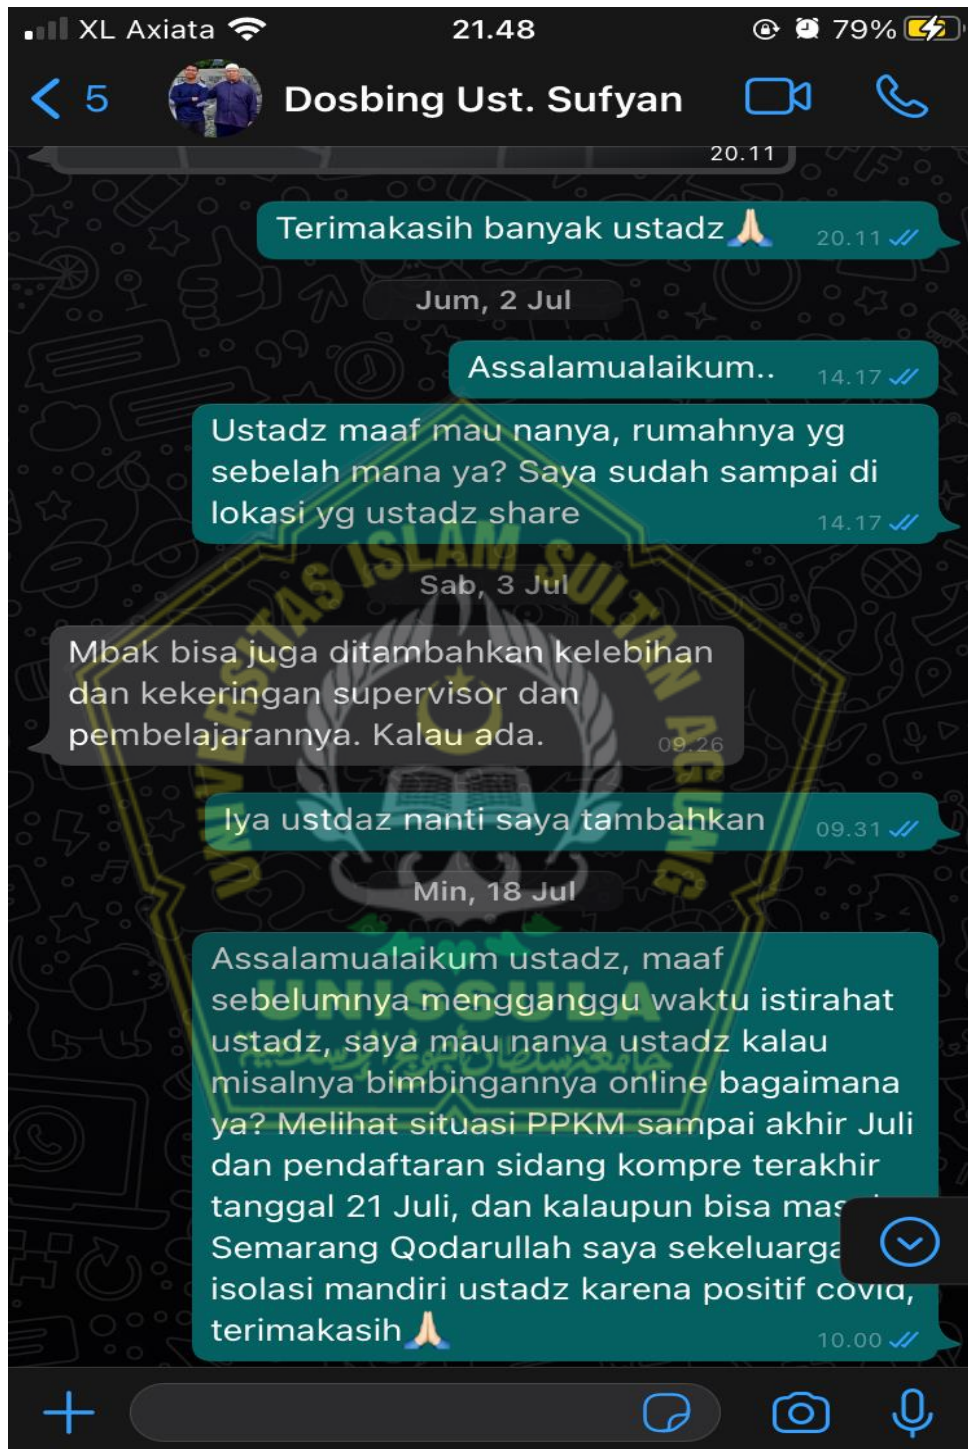 XL Axiata 21.48 79%
5 Dosbing Ust. Sufyan
20.11
Terimakasih banyak ustadz🙏🏻 20.11
Jum, 2 Jul
Assalamualaikum.. 14.17
Ustadz maaf mau nanya, rumahnya yg
sebelah mana ya? Saya sudah sampai di
lokasi yg ustadz share 14.17
Sab, 3 Jul
Mbak bisa juga ditambahkan kelebihan
dan kekeringan supervisor dan
pembelajarannya. Kalau ada. 09.26
Iya ustdaz nanti saya tambahkan 09.31
Min, 18 Jul
Assalamualaikum ustadz, maaf
sebelumnya mengganggu waktu istirahat
ustadz, saya mau nanya ustadz kalau
misalnya bimbingannya online bagaimana
ya? Melihat situasi PPKM sampai akhir Juli
dan pendaftaran sidang kompre terakhir
tanggal 21 Juli, dan kalaupun bisa
Semarang Qodarullah saya sekeluarga
isolasi mandiri ustadz karena positif covid,
terimakasih🙏🏻 10.00
UNIVERSITAS ISLAM SULTAN AGUNG
UNISSULA
جامعة سلطان أجونج الإسلامية